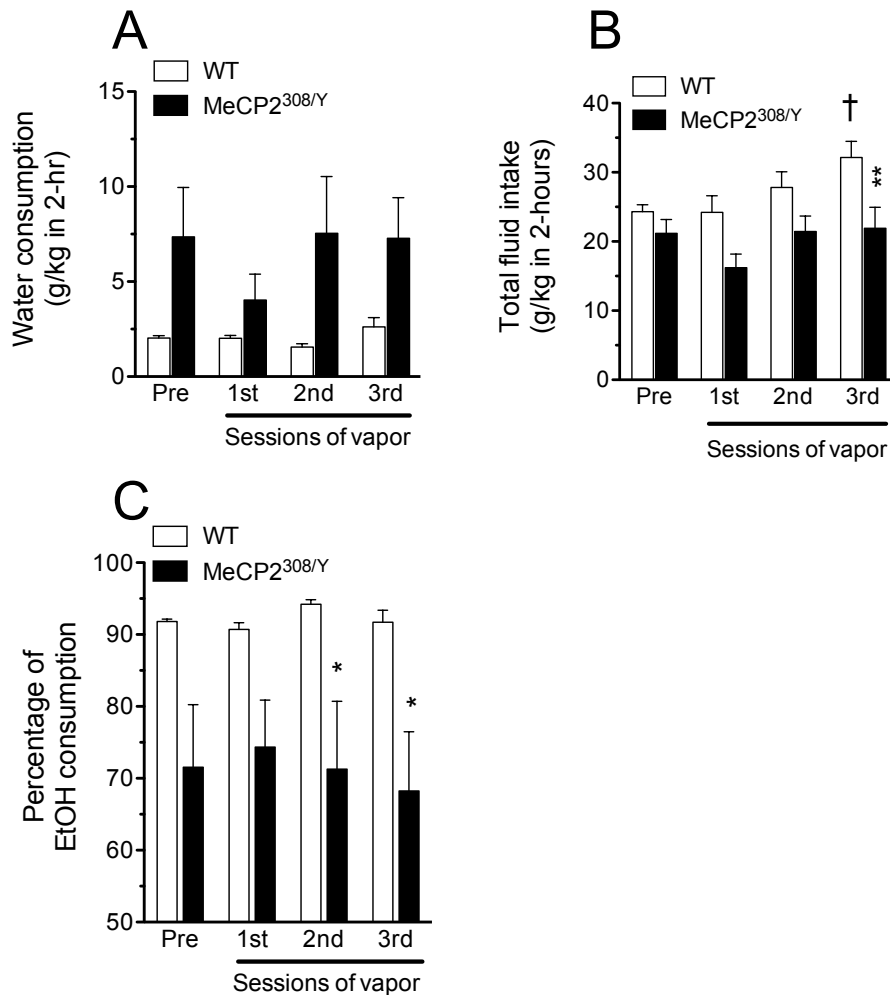 A
WT
MeCP2308/Y
Water consumption
(g/kg in 2-hr)
15
10
5
0
Pre 1st 2nd 3rd
Sessions of vapor
B
WT
MeCP2308/Y
Total fluid intake
(g/kg in 2-hours)
40
30
20
10
0
†
**
Pre 1st 2nd 3rd
Sessions of vapor
C
WT
MeCP2308/Y
Percentage of
EtOH consumption
100
90
80
70
60
50
*
*
Pre 1st 2nd 3rd
Sessions of vapor